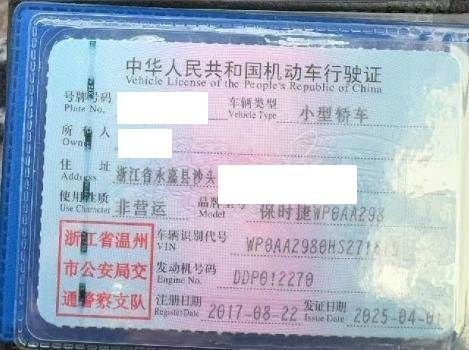 中华人民共和国机动车行驶证
Vehicle License of the People's Republic of China
号牌号码 车辆类型 小型轿车
Plate No. Vehicle Type
所有人
Owner
住址 浙江省永嘉县
Address
使用性质 非营运 品牌型号 保时捷WP0AA298
Use Character Model
浙江省温州
市公安局交
通警察支队
车辆识别代号
VIN
发动机号码 DDP012270
Engine No.
注册日期 2017-08-22 发证日期 2025-04-01
Register Date Issue Date